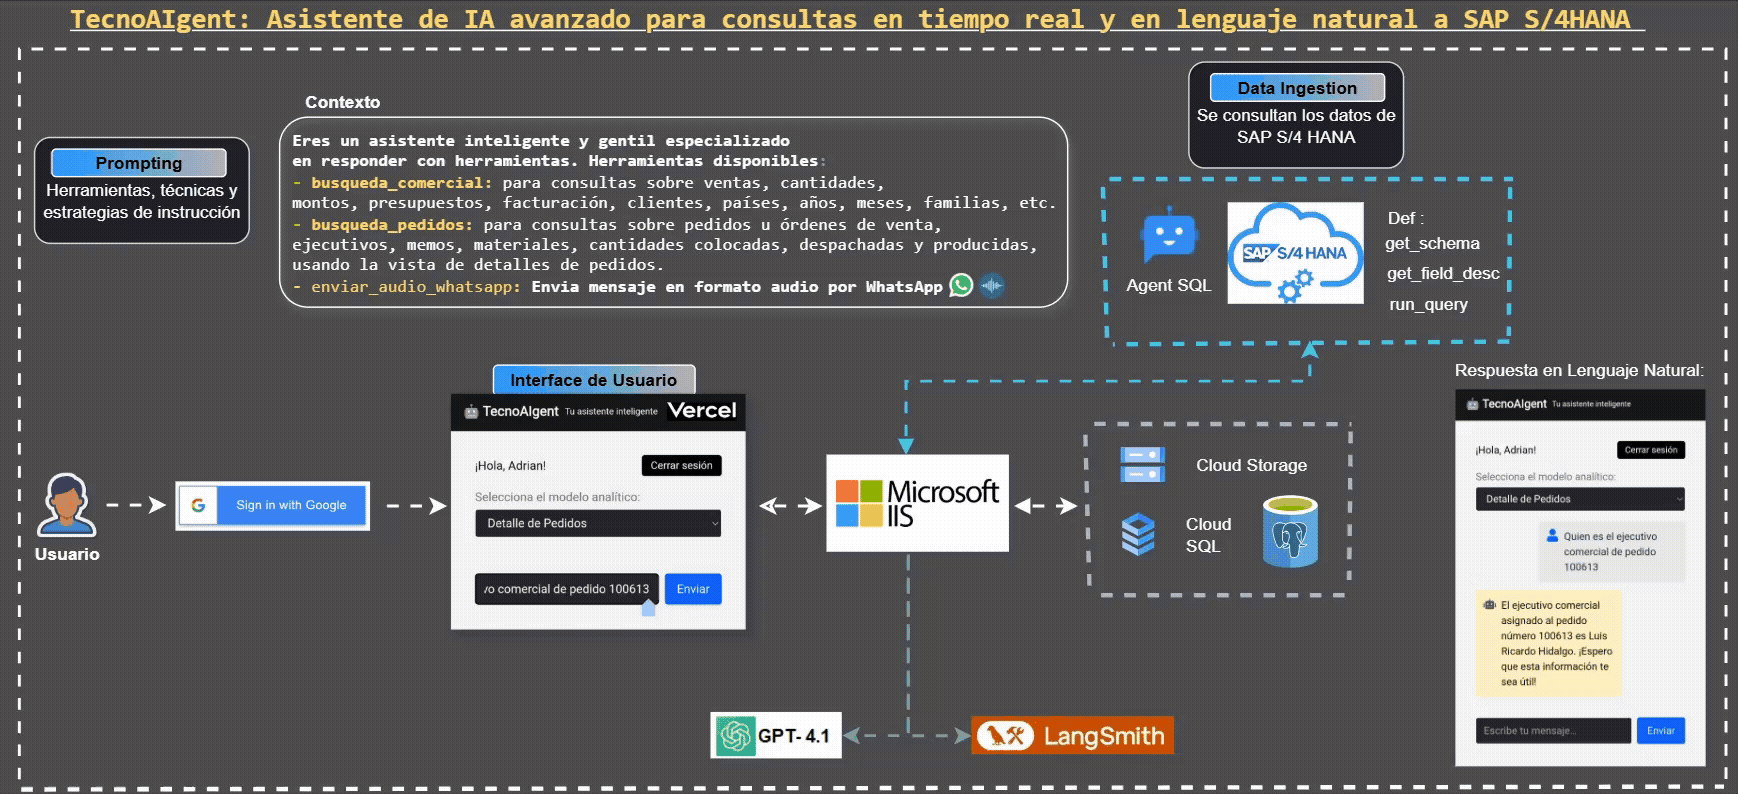 TecnoAIgent: Asistente de IA avanzado para consultas en tiempo real y en lenguaje natural a SAP S/4HANA
Prompting
Herramientas, técnicas y
estrategias de instrucción
Contexto
Eres un asistente inteligente y gentil especializado
en responder con herramientas. Herramientas disponibles:
- busqueda_comercial: para consultas sobre ventas, cantidades,
montos, presupuestos, facturación, clientes, países, años, meses, familias, etc.
- busqueda_pedidos: para consultas sobre pedidos u órdenes de venta,
ejecutivos, memos, materiales, cantidades colocadas, despachadas y producidas,
usando la vista de detalles de pedidos.
- enviar_audio_whatsapp: Envia mensaje en formato audio por WhatsApp
Data Ingestion
Se consultan los datos de
SAP S/4 HANA
Agent SQL
SAP S/4 HANA
Def :
get_schema
get_field_desc
run_query
Usuario
G Sign in with Google
Interface de Usuario
TecnoAIgent Tu asistente inteligente Vercel
¡Hola, Adrian!
Cerrar sesión
Selecciona el modelo analítico:
Detalle de Pedidos
vo comercial de pedido 100613
Enviar
Microsoft
IIS
Cloud Storage
Cloud
SQL
GPT- 4.1
LangSmith
Respuesta en Lenguaje Natural:
TecnoAIgent Tu asistente inteligente
¡Hola, Adrian!
Cerrar sesión
Selecciona el modelo analítico:
Detalle de Pedidos
Quien es el ejecutivo
comercial de pedido
100613
El ejecutivo comercial
asignado al pedido
número 100613 es Luis
Ricardo Hidalgo. ¡Espero
que esta información te
sea útil!
Escribe tu mensaje...
Enviar